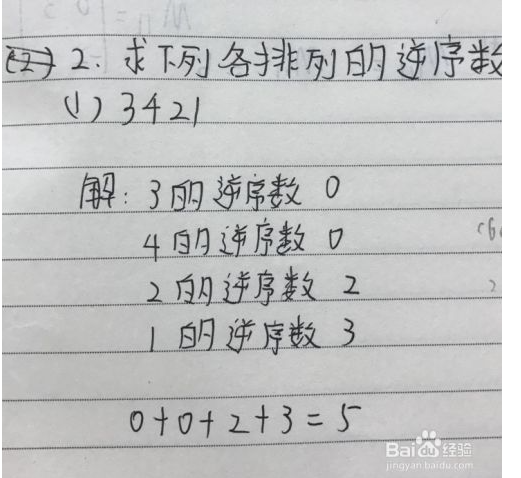 (2) 2. 求下列各排列的逆序数
(1) 3421
解: 3的逆序数 0
4的逆序数 0
2的逆序数 2
1的逆序数 3
0+0+2+3=5
Baidu经验
jingyan.baidu.com